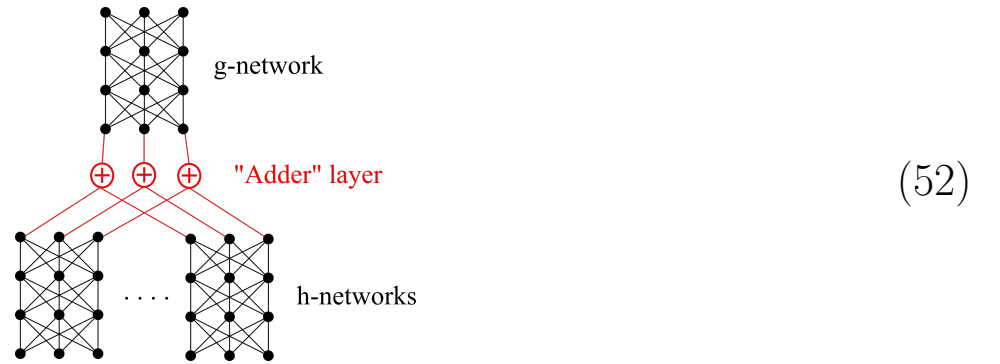 g-network
+ + +
"Adder" layer
(52)
. . . .
h-networks